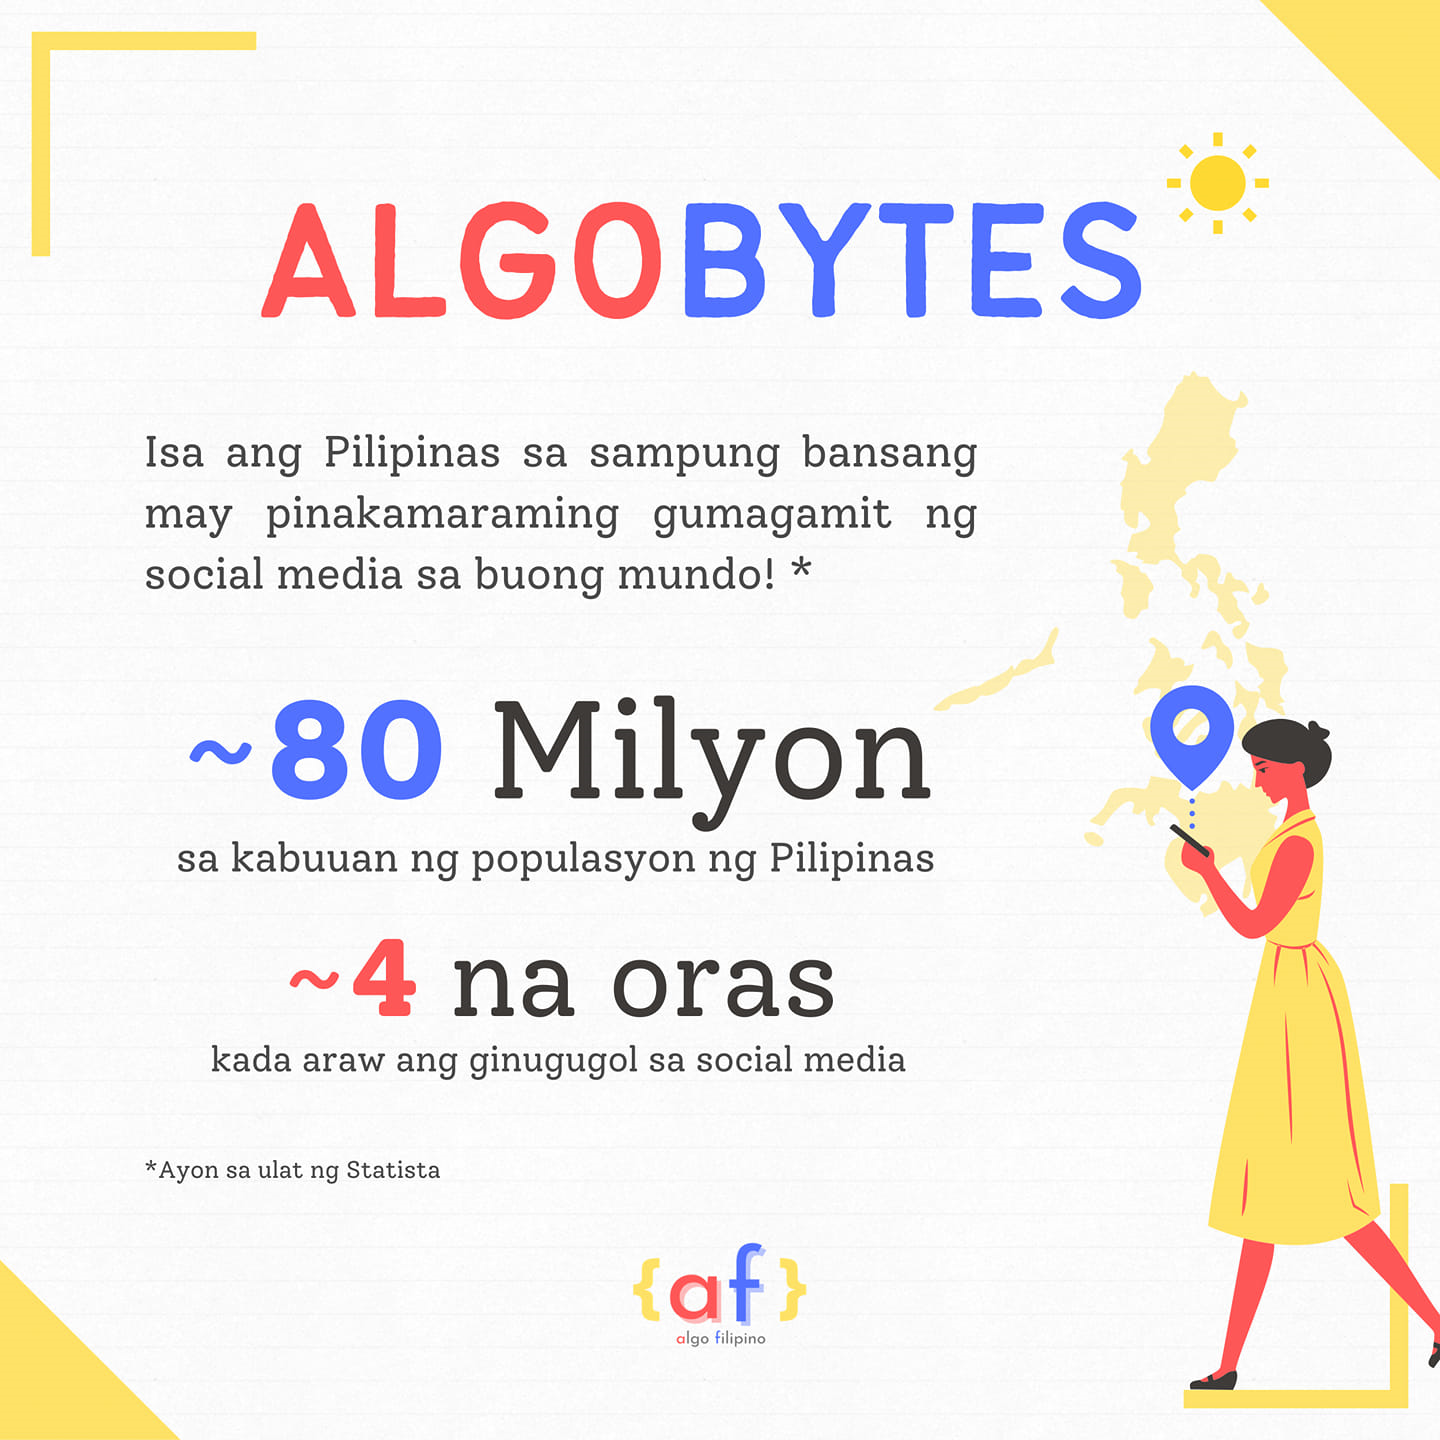 ALGOBYTES
Isa ang Pilipinas sa sampung bansang
may pinakamaraming gumagamit ng
social media sa buong mundo! *
~80 Milyon
sa kabuuan ng populasyon ng Pilipinas
~4 na oras
kada araw ang ginugugol sa social media
*Ayon sa ulat ng Statista
{af}
algo filipino